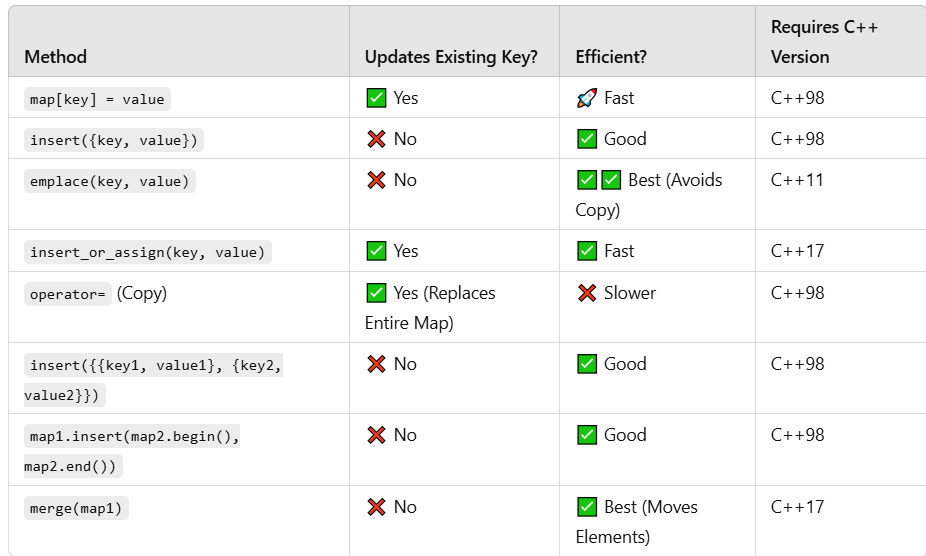 Requires C++
Method Updates Existing Key? Efficient? Version
map[key] = value ✅ Yes 🚀 Fast C++98
insert({key, value}) ❌ No ✅ Good C++98
emplace(key, value) ❌ No ✅✅ Best (Avoids C++11
Copy)
insert_or_assign(key, value) ✅ Yes ✅ Fast C++17
operator= (Copy) ✅ Yes (Replaces ❌ Slower C++98
Entire Map)
insert({{key1, value1}, {key2, ❌ No ✅ Good C++98
value2}})
map1.insert(map2.begin(), ❌ No ✅ Good C++98
map2.end())
merge(map1) ❌ No ✅ Best (Moves C++17
Elements)